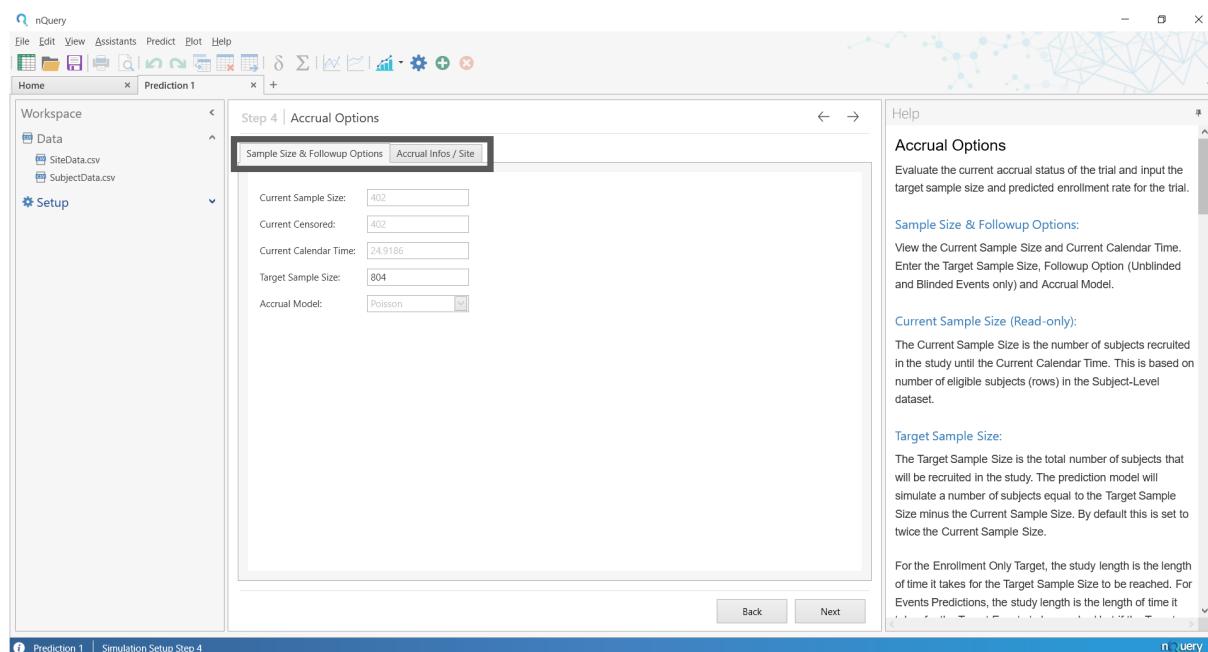 nQuery
File Edit View Assistants Predict Plot Help
Home × Prediction 1 × +
Workspace
Data
SiteData.csv
SubjectData.csv
Setup
Step 4 | Accrual Options
Sample Size & Followup Options Accrual Infos / Site
Current Sample Size: 402
Current Censored: 402
Current Calendar Time: 24.9186
Target Sample Size: 804
Accrual Model: Poisson
Back Next
Help
Accrual Options
Evaluate the current accrual status of the trial and input the
target sample size and predicted enrollment rate for the trial.
Sample Size & Followup Options:
View the Current Sample Size and Current Calendar Time.
Enter the Target Sample Size, Followup Option (Unblinded
and Blinded Events only) and Accrual Model.
Current Sample Size (Read-only):
The Current Sample Size is the number of subjects recruited
in the study until the Current Calendar Time. This is based on
number of eligible subjects (rows) in the Subject-Level
dataset.
Target Sample Size:
The Target Sample Size is the total number of subjects that
will be recruited in the study. The prediction model will
simulate a number of subjects equal to the Target Sample
Size minus the Current Sample Size. By default this is set to
twice the Current Sample Size.
For the Enrollment Only Target, the study length is the length
of time it takes for the Target Sample Size to be reached. For
Events Predictions, the study length is the length of time it
Prediction 1 | Simulation Setup Step 4
nQuery